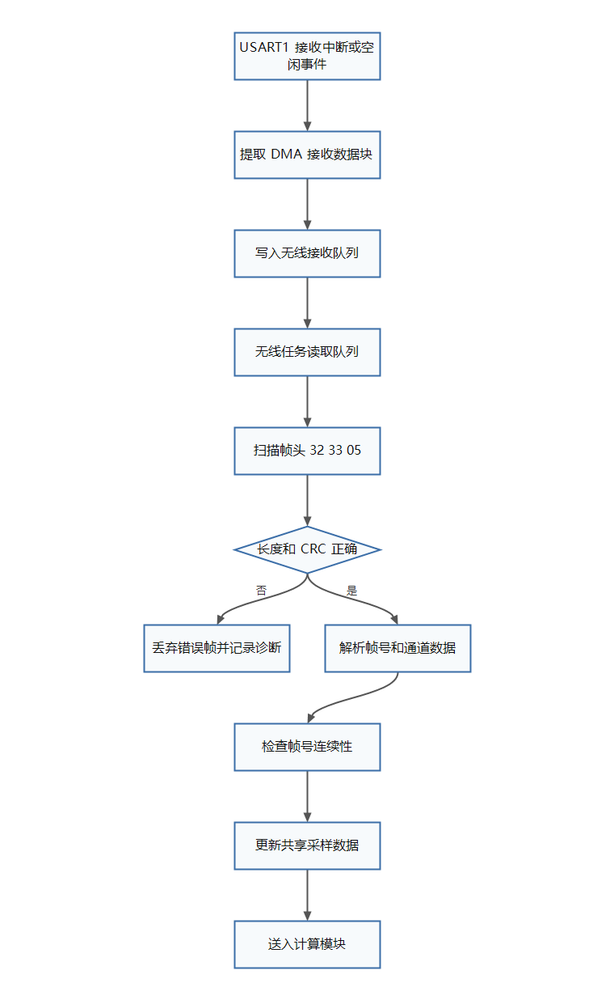 USART1 接收中断或空
闲事件
提取 DMA 接收数据块
写入无线接收队列
无线任务读取队列
扫描帧头 32 33 05
长度和 CRC 正确
否
是
丢弃错误帧并记录诊断
解析帧号和通道数据
检查帧号连续性
更新共享采样数据
送入计算模块